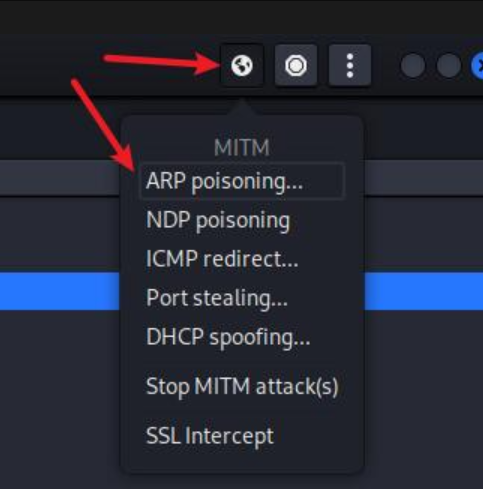 MITM
ARP poisoning...
NDP poisoning
ICMP redirect...
Port stealing...
DHCP spoofing...
Stop MITM attack(s)
SSL Intercept